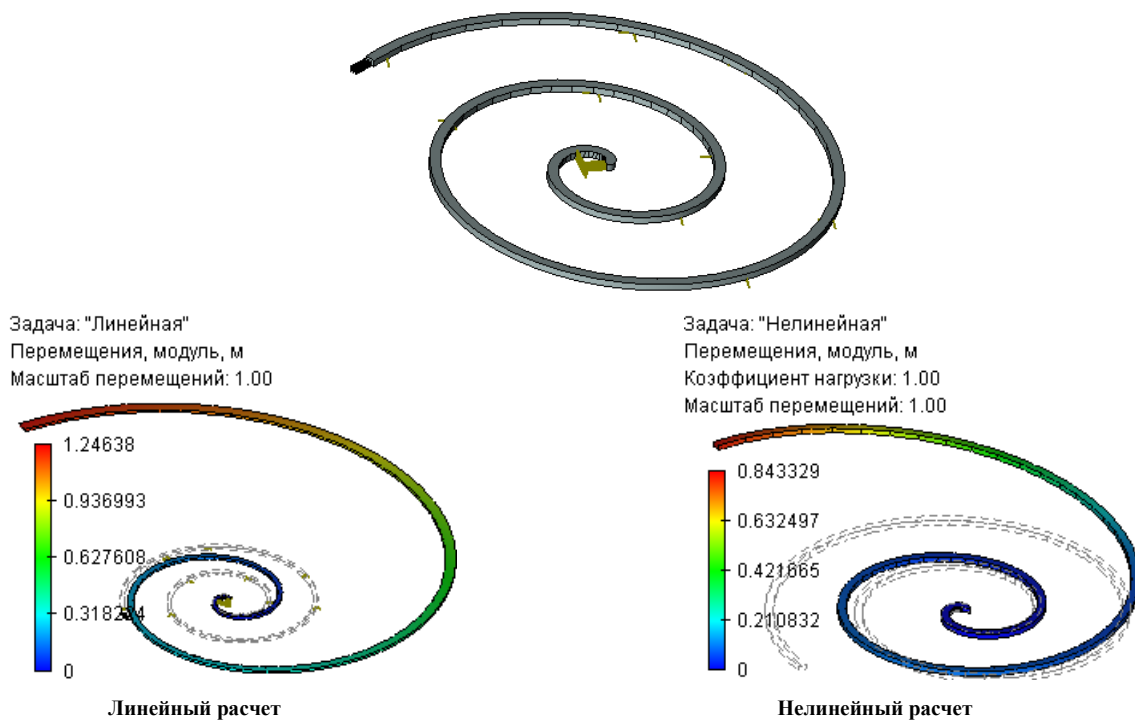 Задача: "Линейная"
Перемещения, модуль, м
Масштаб перемещений: 1.00
1.24638
0.936993
0.627608
0
Линейный расчет
Задача: "Нелинейная"
Перемещения, модуль, м
Коэффициент нагрузки: 1.00
Масштаб перемещений: 1.00
0.843329
0.632497
0.421665
0.210832
0
Нелинейный расчет